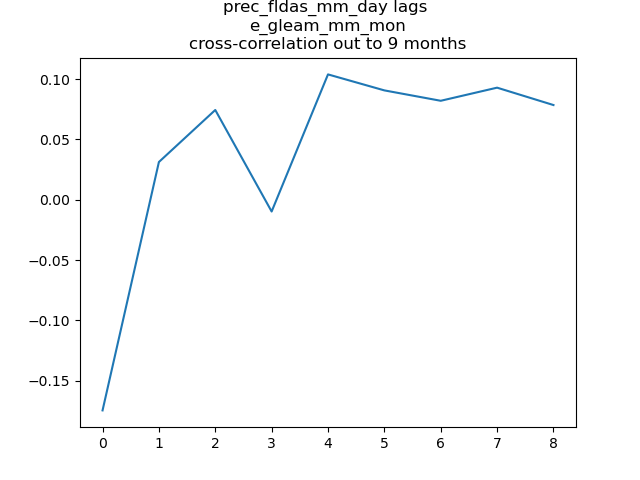 prec_fldas_mm_day lags
e_gleam_mm_mon
cross-correlation out to 9 months
0.10
0.05
0.00
−0.05
−0.10
−0.15
0 1 2 3 4 5 6 7 8